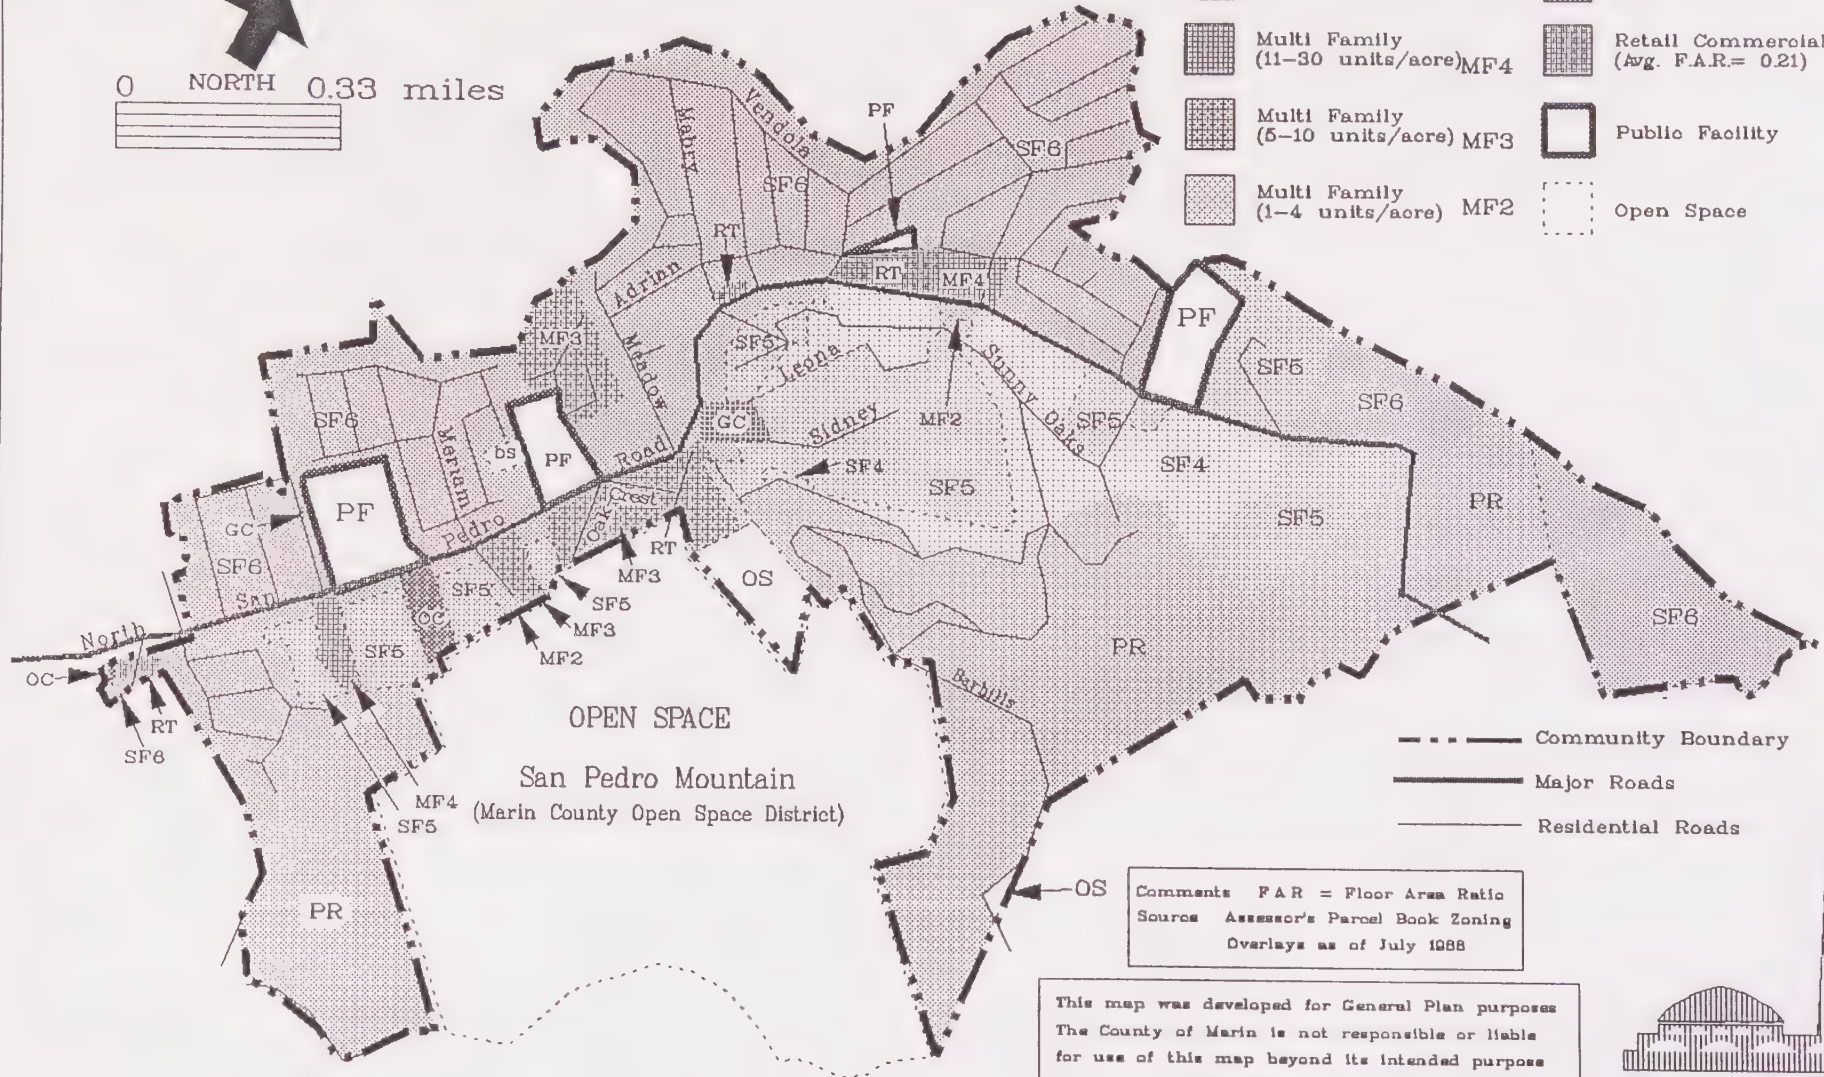 0 NORTH 0.33 miles
Multi Family
(11-30 units/acre) MF4
Retail Commercial
(Avg. F.A.R.= 0.21)
Multi Family
(5-10 units/acre) MF3
Public Facility
Multi Family
(1-4 units/acre) MF2
Open Space
Vendola
PF
Mabry
SF6
SF6
RT
Adrian
RT
MF4
PF
MF3
Meadow
SF5
Leona
Sunny Oaks
SF5
SF6
SF6
Meriam
bs
PF
Road
GC
Sidney
MF2
SF5
SF4
SF4
SF5
SF5
PR
GC
PF
Pedro
Crest
Oak
RT
MF3
OS
SF6
San
SF5
OC
SF5
MF3
MF2
SF5
North
OC
RT
SF6
MF4
SF5
PR
SF6
Berhills
OPEN SPACE
San Pedro Mountain
(Marin County Open Space District)
PR
OS
Community Boundary
Major Roads
Residential Roads
Comments FAR = Floor Area Ratio
Source Assessor's Parcel Book Zoning
Overlays as of July 1988
This map was developed for General Plan purposes
The County of Marin is not responsible or liable
for use of this map beyond its intended purpose